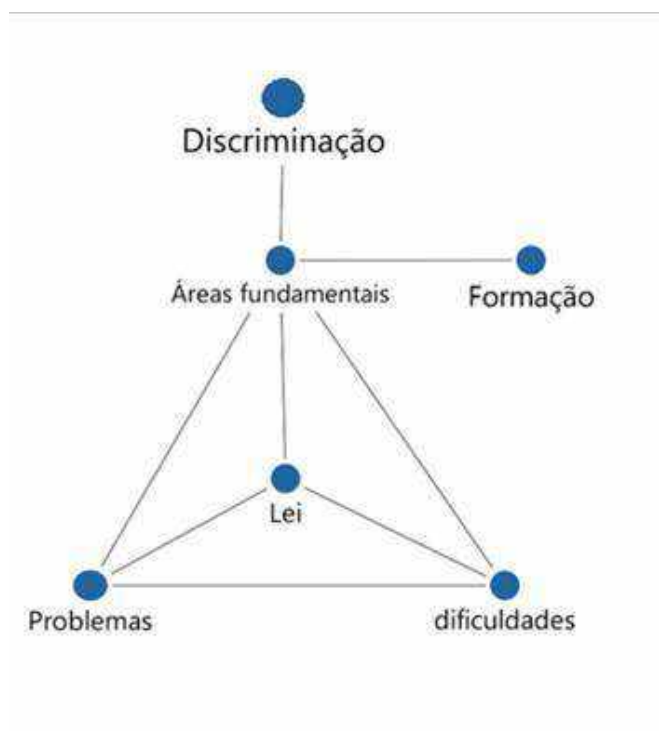 Discriminação
Áreas fundamentais
Formação
Lei
Problemas
dificuldades